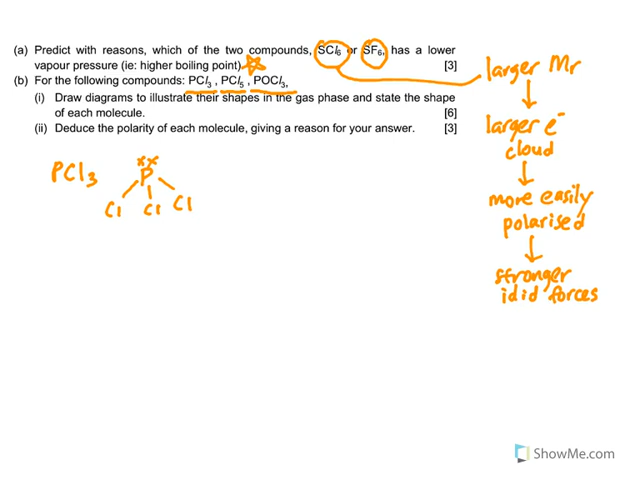 (a) Predict with reasons, which of the two compounds, SCl6 or SF6, has a lower
vapour pressure (ie: higher boiling point) [3]
(b) For the following compounds: PCl3 , PCl5 , POCl3,
(i) Draw diagrams to illustrate their shapes in the gas phase and state the shape
of each molecule. [6]
(ii) Deduce the polarity of each molecule, giving a reason for your answer. [3]
larger Mr
larger e-
cloud
more easily
polarised
stronger
idid forces
PCl3
xx
P
Cl Cl Cl
ShowMe.com